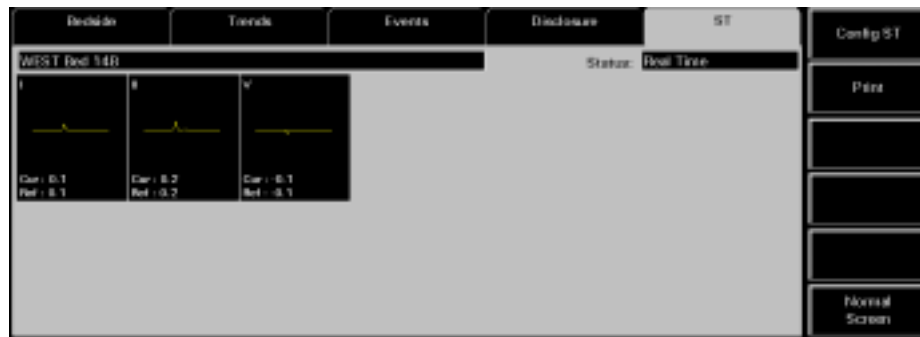 Bedside
Trends
Events
Disclosure
ST
Config ST
WEST Bed 14B
Status: Real Time
Print
I
II
V
Cur: 0.1
Ref: 0.1
Cur: 0.2
Ref: 0.2
Cur: -0.1
Ref: -0.1
Normal
Screen